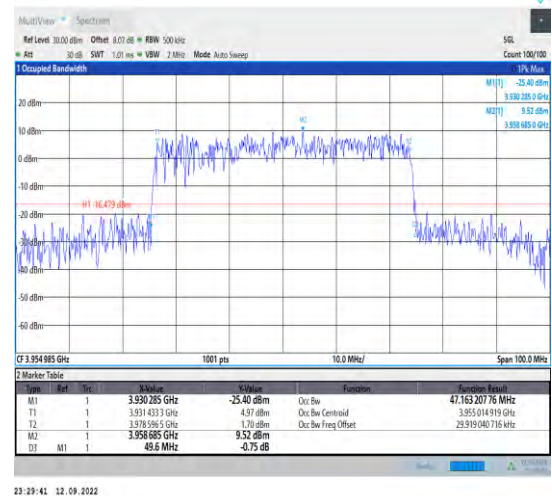 MultiView Spectrum
Ref Level 30.00 dBm Offset 8.07 dB RBW 500 kHz SGL
Att 30 dB SWT 1.01 ms VBW 2 MHz Mode Auto Sweep Count 100/100
1 Occupied Bandwidth 1Pk Max
M1[1] -25.40 dBm
3.930 285 0 GHz
M2[1] 9.52 dBm
3.958 685 0 GHz
20 dBm
10 dBm
M2
T1
0 dBm
-10 dBm
H1 -16.479 dBm
-20 dBm
-30 dBm
-40 dBm
-50 dBm
-60 dBm
CF 3.954 985 GHz 1001 pts 10.0 MHz/ Span 100.0 MHz
2 Marker Table
Type Ref Trc X-Value Y-Value Function Function Result
M1 1 3.930 285 GHz -25.40 dBm Occ Bw 47.163 207 76 MHz
T1 1 3.931 433 3 GHz 4.97 dBm Occ Bw Centroid 3.955 014 919 GHz
T2 1 3.978 596 5 GHz 1.70 dBm Occ Bw Freq Offset 29.919 040 716 kHz
M2 1 3.958 685 GHz 9.52 dBm
D3 M1 1 49.6 MHz -0.75 dB
23:29:41 12.09.2022